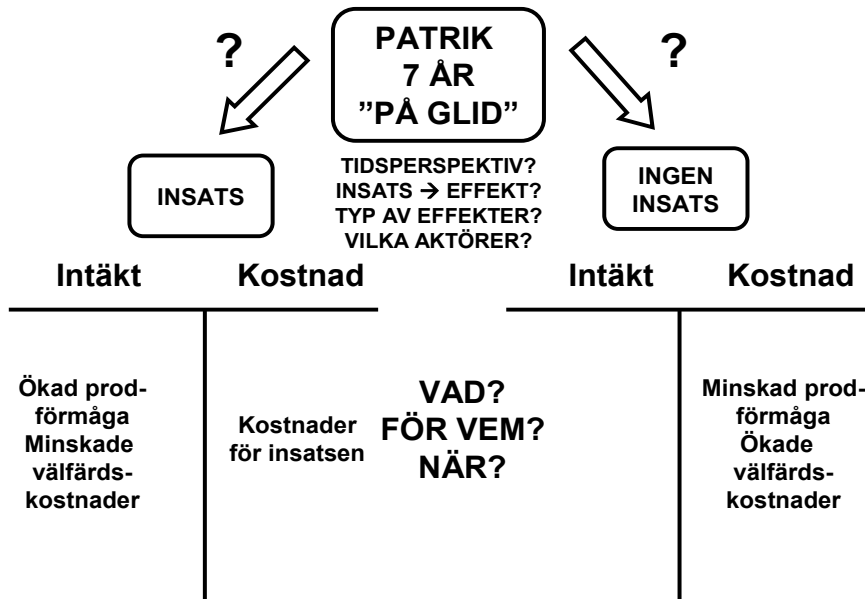 ?
PATRIK
7 ÅR
”PÅ GLID”
?
INSATS
TIDSPERSPEKTIV?
INSATS → EFFEKT?
TYP AV EFFEKTER?
VILKA AKTÖRER?
INGEN
INSATS
Intäkt
Kostnad
Intäkt
Kostnad
Ökad prod-
förmåga
Minskade
välfärds-
kostnader
Kostnader
för insatsen
VAD?
FÖR VEM?
NÄR?
Minskad prod-
förmåga
Ökade
välfärds-
kostnader